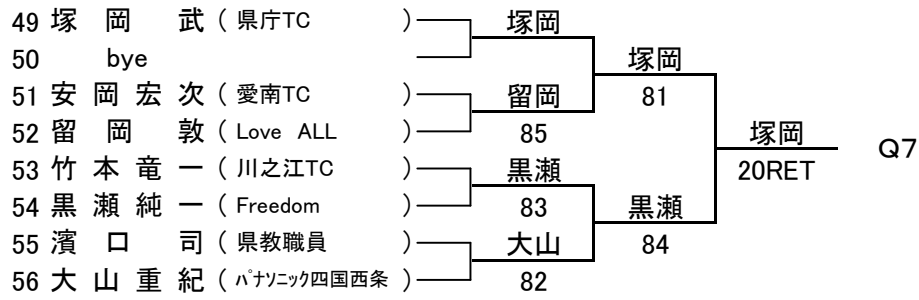 49 塚 岡 武 ( 県庁TC ) 塚岡
50 bye 塚岡
51 安 岡 宏 次 ( 愛南TC ) 留岡 81
52 留 岡 敦 ( Love ALL ) 85 塚岡 Q7
53 竹 本 竜 一 ( 川之江TC ) 黒瀬 20RET
54 黒 瀬 純 一 ( Freedom ) 83 黒瀬
55 濱 口 司 ( 県教職員 ) 大山 84
56 大 山 重 紀 ( パナソニック四国西条 ) 82